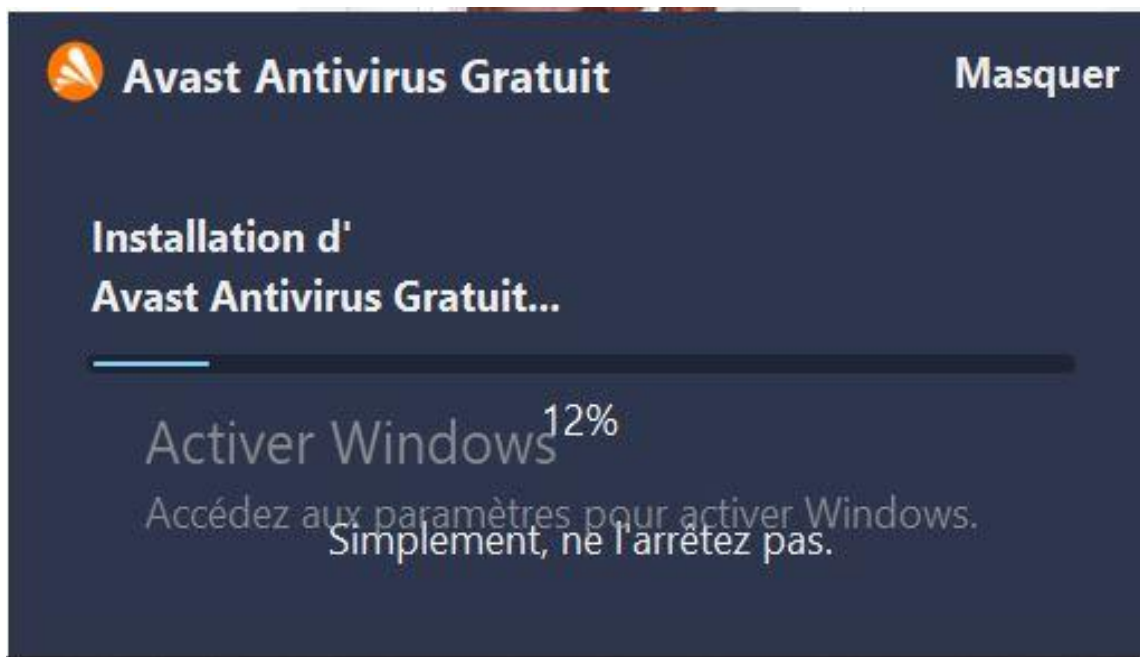 Avast Antivirus Gratuit
Masquer
Installation d'
Avast Antivirus Gratuit...
12%
Activer Windows
Accédez aux paramètres pour activer Windows.
Simplement, ne l'arrêtez pas.